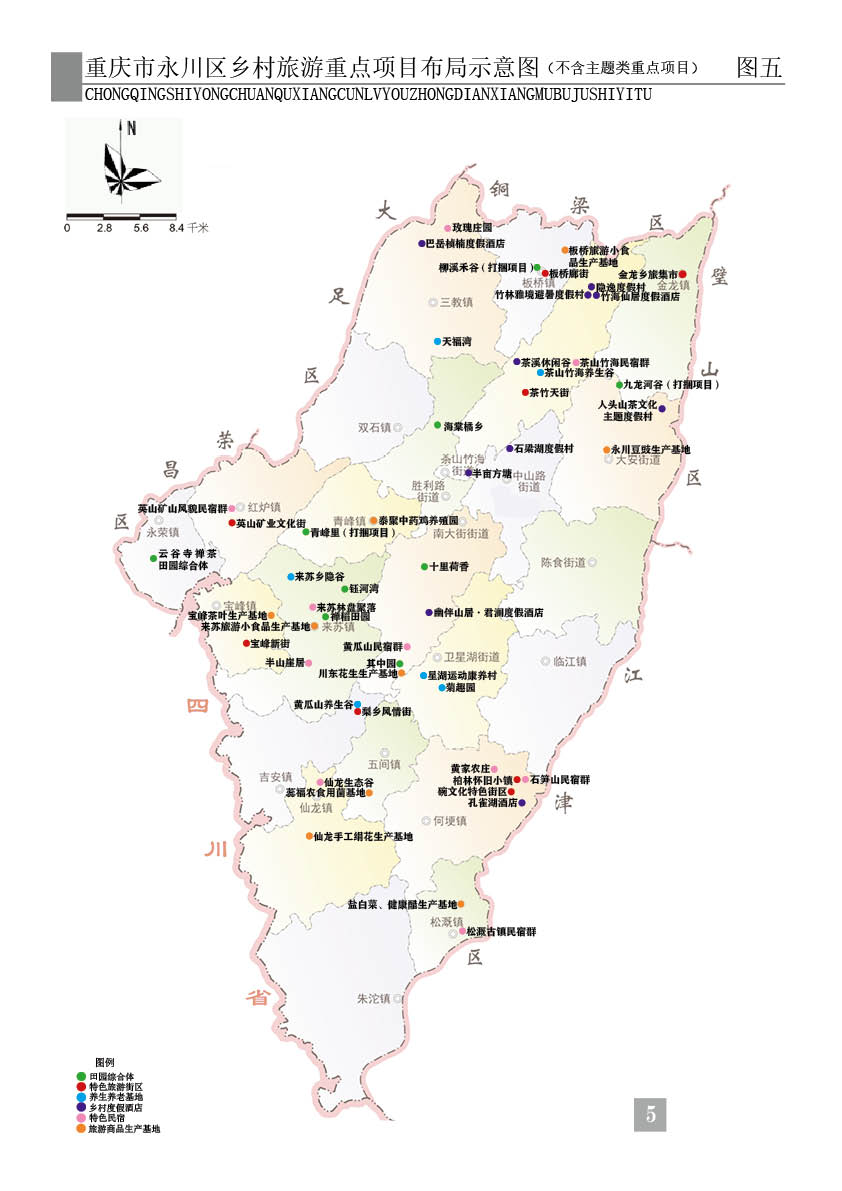 重庆市永川区乡村旅游重点项目布局示意图（不含主题类重点项目） 图五
CHONGQINGSHIYONGCHUANQUXIANGCUNLVYOUZHONGDIANXIANGMUBUJUSHIYITU
N
0 2.8 5.6 8.4 千米
大
足
区
荣
昌
区
铜
梁
区
璧
山
区
江
津
区
四
川
省
玫瑰庄园
巴岳桢楠度假酒店
板桥旅游小食
品生产基地
柳溪禾谷（打捆项目）
板桥廊街
板桥镇
金龙乡旅集市
金龙镇
隐逸度假村
竹林雅境避暑度假村
竹海仙居度假酒店
三教镇
天福湾
茶溪休闲谷
茶山竹海民宿群
茶山竹海养生谷
九龙河谷（打捆项目）
茶竹天街
人头山茶文化
主题度假村
双石镇
海棠橘乡
石梁湖度假村
永川豆豉生产基地
大安街道
茶山竹海
街道
半亩方塘
中山路
街道
胜利路
街道
英山矿山风貌民宿群
红炉镇
永荣镇
英山矿业文化街
青峰镇
泰聚中药鸡养殖园
青峰里（打捆项目）
南大街街道
云谷寺禅茶
田园综合体
陈食街道
十里荷香
来苏乡隐谷
钰河湾
宝峰镇
来苏林盘聚落
宝峰茶叶生产基地
禅稻田园
来苏旅游小食品生产基地
来苏镇
幽伴山居·君澜度假酒店
宝峰新街
黄瓜山民宿群
半山崖居
其中园
川东花生生产基地
卫星湖街道
临江镇
星湖运动康养村
菊趣园
黄瓜山养生谷
梨乡风情街
五间镇
吉安镇
仙龙生态谷
蕊福农食用菌基地
仙龙镇
黄家农庄
柏林怀旧小镇
石笋山民宿群
碗文化特色街区
孔雀湖酒店
何埂镇
仙龙手工绢花生产基地
盐白菜、健康醋生产基地
松溉镇
松溉古镇民宿群
朱沱镇
图例
田园综合体
特色旅游街区
养生养老基地
乡村度假酒店
特色民宿
旅游商品生产基地
5